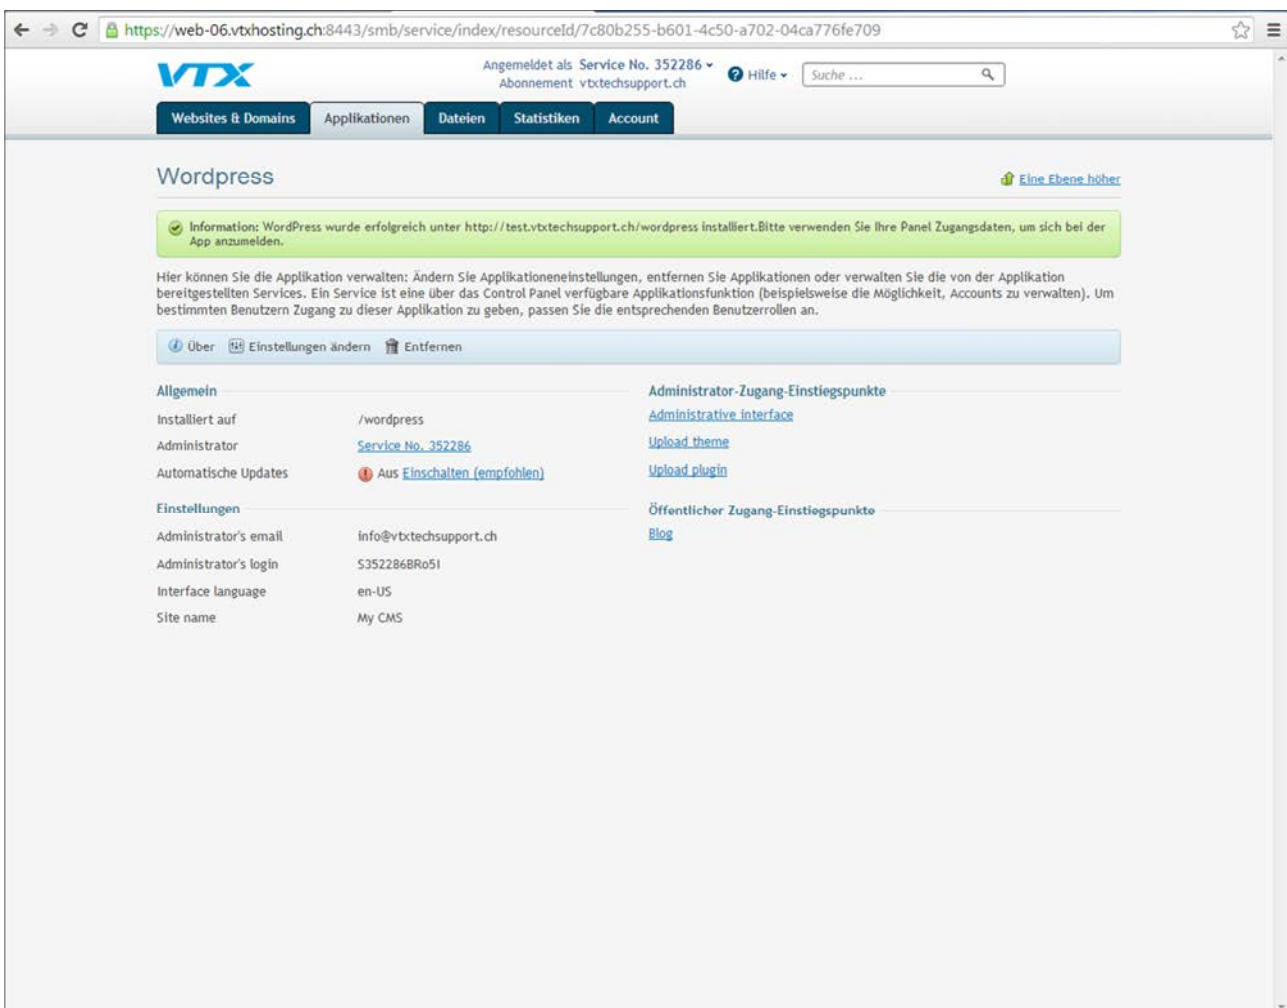 https://web-06.vtxhosting.ch:8443/smb/service/index/resourceId/7c80b255-b601-4c50-a702-04ca776fe709
VTX
Angemeldet als Service No. 352286
Abonnement vtxtechsupport.ch
Hilfe
Suche ...
Websites & Domains Applikationen Dateien Statistiken Account
Wordpress
Eine Ebene höher
Information: WordPress wurde erfolgreich unter http://test.vtxtechsupport.ch/wordpress installiert.Bitte verwenden Sie Ihre Panel Zugangsdaten, um sich bei der
App anzumelden.
Hier können Sie die Applikation verwalten: Ändern Sie Applikationeneinstellungen, entfernen Sie Applikationen oder verwalten Sie die von der Applikation
bereitgestellten Services. Ein Service ist eine über das Control Panel verfügbare Applikationsfunktion (beispielsweise die Möglichkeit, Accounts zu verwalten). Um
bestimmten Benutzern Zugang zu dieser Applikation zu geben, passen Sie die entsprechenden Benutzerrollen an.
Über Einstellungen ändern Entfernen
Allgemein
Installiert auf /wordpress
Administrator Service No. 352286
Automatische Updates Aus Einschalten (empfohlen)
Einstellungen
Administrator's email info@vtxtechsupport.ch
Administrator's login S352286BRo5I
Interface language en-US
Site name My CMS
Administrator-Zugang-Einstiegspunkte
Administrative interface
Upload theme
Upload plugin
Öffentlicher Zugang-Einstiegspunkte
Blog